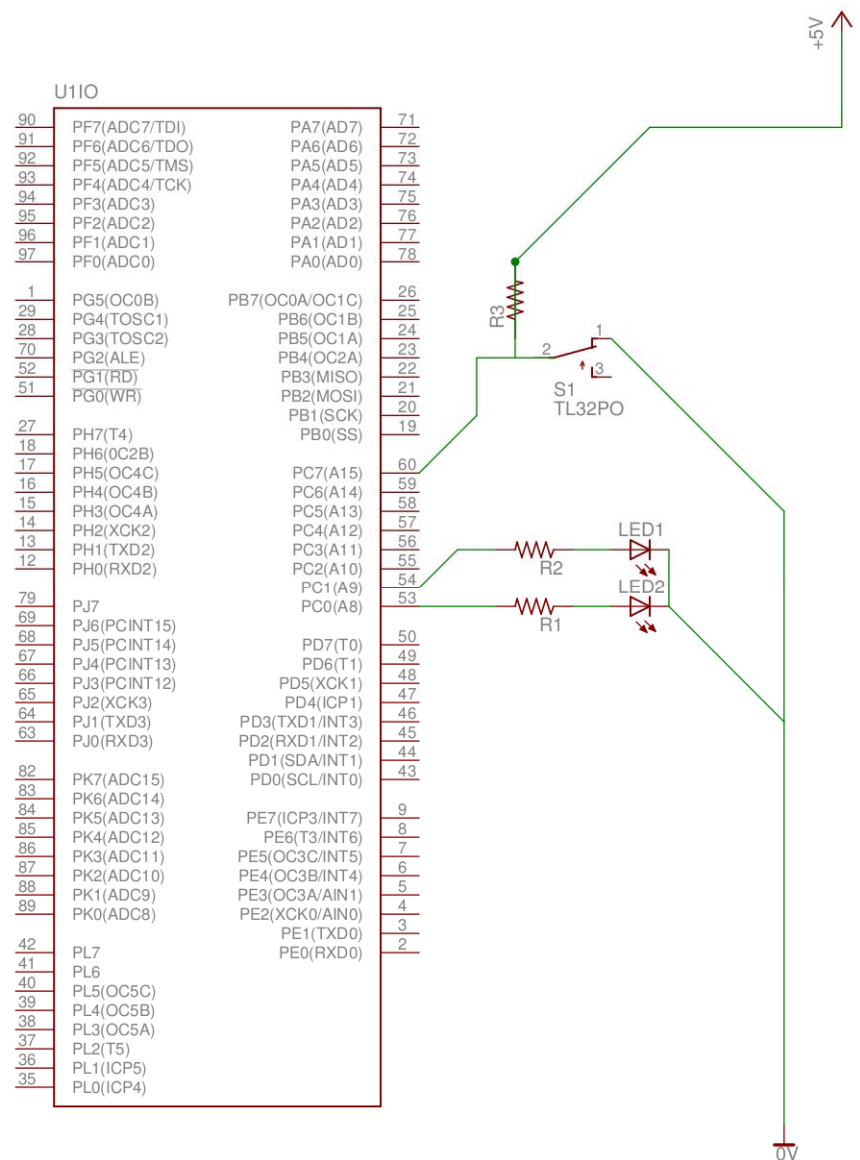 +5V
U1IO
90 PF7(ADC7/TDI) PA7(AD7) 71
91 PF6(ADC6/TDO) PA6(AD6) 72
92 PF5(ADC5/TMS) PA5(AD5) 73
93 PF4(ADC4/TCK) PA4(AD4) 74
94 PF3(ADC3) PA3(AD3) 75
95 PF2(ADC2) PA2(AD2) 76
96 PF1(ADC1) PA1(AD1) 77
97 PF0(ADC0) PA0(AD0) 78
1 PG5(OC0B) PB7(OC0A/OC1C) 26
29 PG4(TOSC1) PB6(OC1B) 25
28 PG3(TOSC2) PB5(OC1A) 24
70 PG2(ALE) PB4(OC2A) 23
52 PG1(RD) PB3(MISO) 22
51 PG0(WR) PB2(MOSI) 21
PB1(SCK) 20
27 PH7(T4) PB0(SS) 19
R3
2 1
3
S1
TL32PO
18 PH6(0C2B)
17 PH5(OC4C) PC7(A15) 60
16 PH4(OC4B) PC6(A14) 59
15 PH3(OC4A) PC5(A13) 58
14 PH2(XCK2) PC4(A12) 57
13 PH1(TXD2) PC3(A11) 56
12 PH0(RXD2) PC2(A10) 55
PC1(A9) 54
79 PJ7 PC0(A8) 53
LED1
R2
LED2
R1
69 PJ6(PCINT15)
68 PJ5(PCINT14) PD7(T0) 50
67 PJ4(PCINT13) PD6(T1) 49
66 PJ3(PCINT12) PD5(XCK1) 48
65 PJ2(XCK3) PD4(ICP1) 47
64 PJ1(TXD3) PD3(TXD1/INT3) 46
63 PJ0(RXD3) PD2(RXD1/INT2) 45
PD1(SDA/INT1) 44
82 PK7(ADC15) PD0(SCL/INT0) 43
83 PK6(ADC14)
84 PK5(ADC13) PE7(ICP3/INT7) 9
85 PK4(ADC12) PE6(T3/INT6) 8
86 PK3(ADC11) PE5(OC3C/INT5) 7
87 PK2(ADC10) PE4(OC3B/INT4) 6
88 PK1(ADC9) PE3(OC3A/AIN1) 5
89 PK0(ADC8) PE2(XCK0/AIN0) 4
PE1(TXD0) 3
42 PL7 PE0(RXD0) 2
41 PL6
40 PL5(OC5C)
39 PL4(OC5B)
38 PL3(OC5A)
37 PL2(T5)
36 PL1(ICP5)
35 PL0(ICP4)
0V